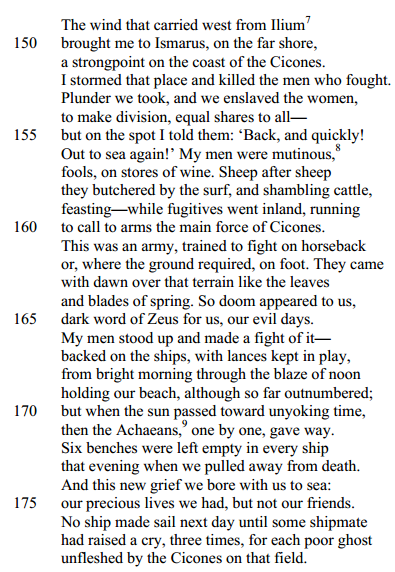 The wind that carried west from Ilium⁷
150 brought me to Ismarus, on the far shore,
a strongpoint on the coast of the Cicones.
I stormed that place and killed the men who fought.
Plunder we took, and we enslaved the women,
to make division, equal shares to all—
155 but on the spot I told them: ‘Back, and quickly!
Out to sea again!’ My men were mutinous,⁸
fools, on stores of wine. Sheep after sheep
they butchered by the surf, and shambling cattle,
feasting—while fugitives went inland, running
160 to call to arms the main force of Cicones.
This was an army, trained to fight on horseback
or, where the ground required, on foot. They came
with dawn over that terrain like the leaves
and blades of spring. So doom appeared to us,
165 dark word of Zeus for us, our evil days.
My men stood up and made a fight of it—
backed on the ships, with lances kept in play,
from bright morning through the blaze of noon
holding our beach, although so far outnumbered;
170 but when the sun passed toward unyoking time,
then the Achaeans,⁹ one by one, gave way.
Six benches were left empty in every ship
that evening when we pulled away from death.
And this new grief we bore with us to sea:
175 our precious lives we had, but not our friends.
No ship made sail next day until some shipmate
had raised a cry, three times, for each poor ghost
unfleshed by the Cicones on that field.